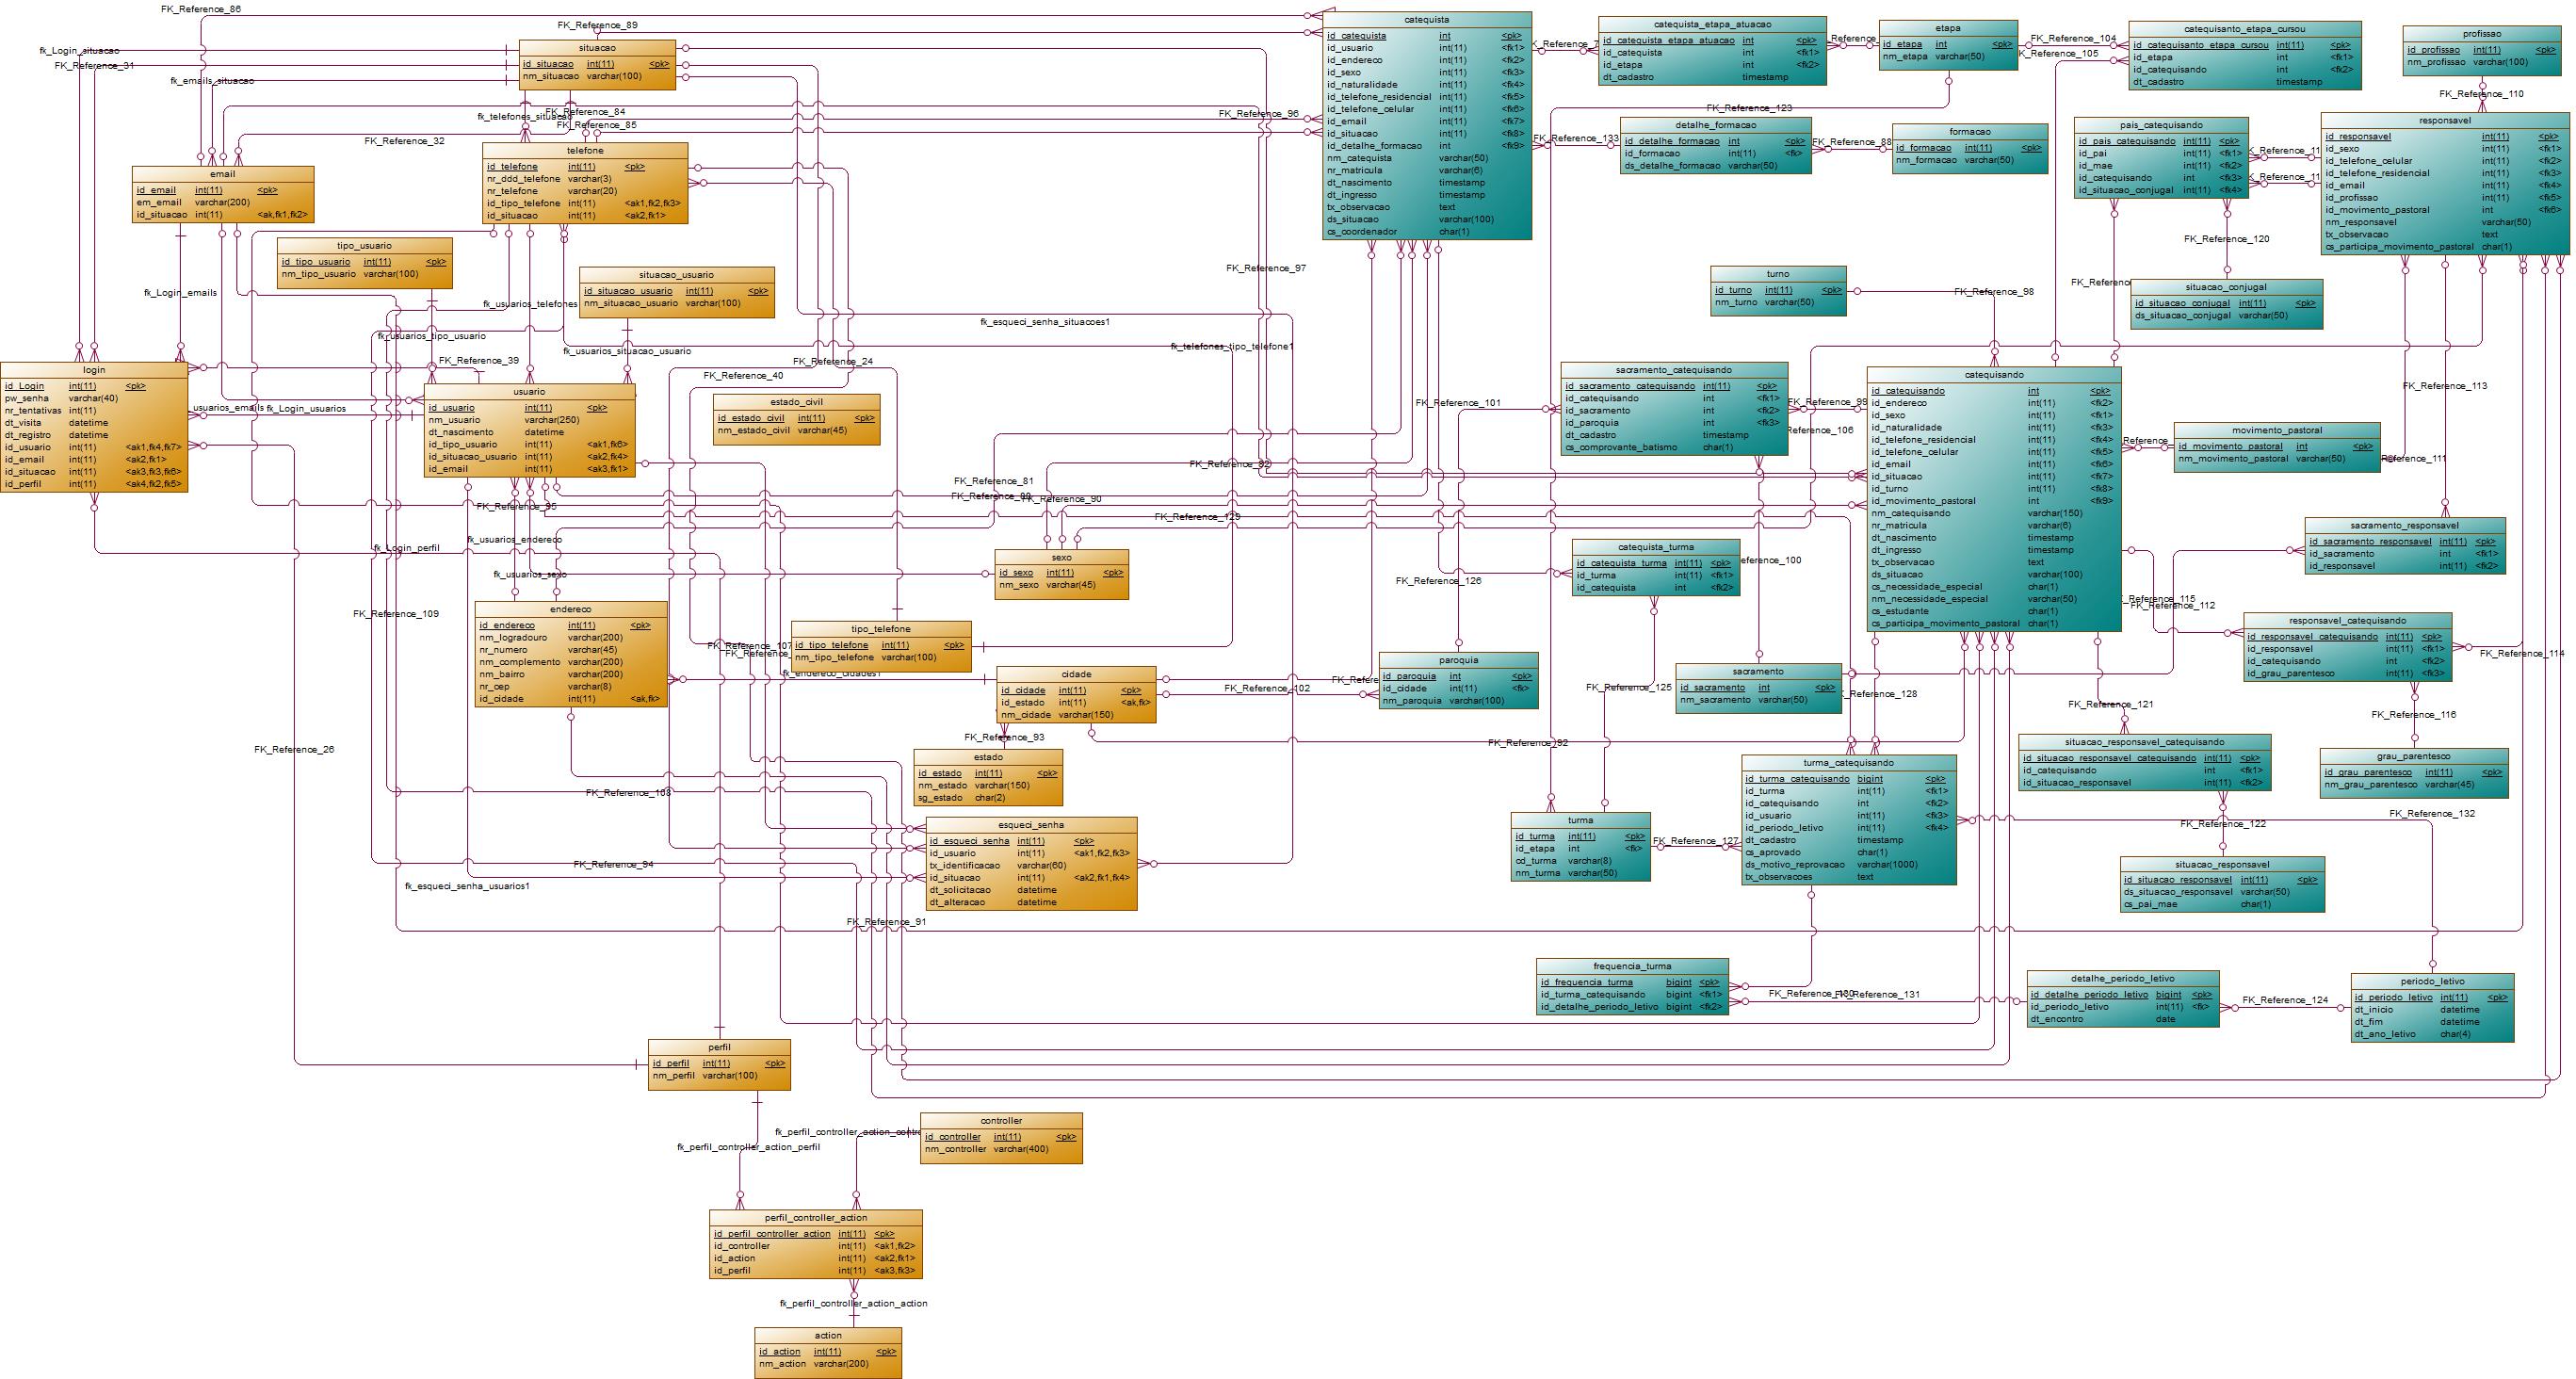 FK_Reference_86
FK_Reference_89
fk_Login_situacao
FK_Reference_31
fk_emails_situacao
situacao
id_situacao int(11) <pk>
nm_situacao varchar(100)
FK_Reference_84
fk_telefones_situacao
FK_Reference_85
FK_Reference_32
FK_Reference_96
email
id_email int(11) <pk>
em_email varchar(200)
id_situacao int(11) <ak,fk1,fk2>
telefone
id_telefone int(11) <pk>
nr_ddd_telefone varchar(3)
nr_telefone varchar(20)
id_tipo_telefone int(11) <ak1,fk2,fk3>
id_situacao int(11) <ak2,fk1>
tipo_usuario
id_tipo_usuario int(11) <pk>
nm_tipo_usuario varchar(100)
situacao_usuario
id_situacao_usuario int(11) <pk>
nm_situacao_usuario varchar(100)
fk_Login_emails
fk_usuarios_telefones
fk_usuarios_tipo_usuario
fk_usuarios_situacao_usuario
fk_esqueci_senha_situacoes1
fk_telefones_tipo_telefone1
FK_Reference_97
FK_Reference_39
FK_Reference_24
FK_Reference_40
login
id_Login int(11) <pk>
pw_senha varchar(40)
nr_tentativas int(11)
dt_visita datetime
dt_registro datetime
id_usuario int(11) <ak1,fk4,fk7>
id_email int(11) <ak2,fk1>
id_situacao int(11) <ak3,fk3,fk6>
id_perfil int(11) <ak4,fk2,fk5>
usuarios_emails
fk_Login_usuarios
usuario
id_usuario int(11) <pk>
nm_usuario varchar(250)
dt_nascimento datetime
id_tipo_usuario int(11) <ak1,fk6>
id_situacao_usuario int(11) <ak2,fk4>
id_email int(11) <ak3,fk1>
estado_civil
id_estado_civil int(11) <pk>
nm_estado_civil varchar(45)
FK_Reference_82
FK_Reference_81
FK_Reference_90
FK_Reference_95
FK_Reference_129
fk_Login_perfil
fk_usuarios_endereco
fk_usuarios_sexo
sexo
id_sexo int(11) <pk>
nm_sexo varchar(45)
FK_Reference_109
endereco
id_endereco int(11) <pk>
nm_logradouro varchar(200)
nr_numero varchar(45)
nm_complemento varchar(200)
nm_bairro varchar(200)
nr_cep varchar(8)
id_cidade int(11) <ak,fk>
FK_Reference_107
tipo_telefone
id_tipo_telefone int(11) <pk>
nm_tipo_telefone varchar(100)
fk_endereco_cidades1
cidade
id_cidade int(11) <pk>
id_estado int(11) <ak,fk>
nm_cidade varchar(150)
FK_Reference_102
FK_Reference_93
FK_Reference_26
estado
id_estado int(11) <pk>
nm_estado varchar(150)
sg_estado char(2)
FK_Reference_108
esqueci_senha
id_esqueci_senha int(11) <pk>
id_usuario int(11) <ak1,fk2,fk3>
tx_identificacao varchar(60)
id_situacao int(11) <ak2,fk1,fk4>
dt_solicitacao datetime
dt_alteracao datetime
FK_Reference_94
fk_esqueci_senha_usuarios1
FK_Reference_91
perfil
id_perfil int(11) <pk>
nm_perfil varchar(100)
controller
id_controller int(11) <pk>
nm_controller varchar(400)
fk_perfil_controller_action_contro
fk_perfil_controller_action_perfil
perfil_controller_action
id_perfil_controller_action int(11) <pk>
id_controller int(11) <ak1,fk2>
id_action int(11) <ak2,fk1>
id_perfil int(11) <ak3,fk3>
fk_perfil_controller_action_action
action
id_action int(11) <pk>
nm_action varchar(200)
catequista
id_catequista int <pk>
id_usuario int(11) <fk1>
id_endereco int(11) <fk2>
id_sexo int(11) <fk3>
id_naturalidade int(11) <fk4>
id_telefone_residencial int(11) <fk5>
id_telefone_celular int(11) <fk6>
id_email int(11) <fk7>
id_situacao int(11) <fk8>
id_detalhe_formacao int <fk9>
nm_catequista varchar(50)
nr_matricula varchar(6)
dt_nascimento timestamp
dt_ingresso timestamp
tx_observacao text
ds_situacao varchar(100)
cs_coordenador char(1)
catequista_etapa_atuacao
id_catequista_etapa_atuacao int <pk>
id_catequista int <fk1>
id_etapa int <fk2>
dt_cadastro timestamp
etapa
id_etapa int <pk>
nm_etapa varchar(50)
FK_Reference_104
FK_Reference_105
catequisanto_etapa_cursou
id_catequisanto_etapa_cursou int(11) <pk>
id_etapa int <fk1>
id_catequisando int <fk2>
dt_cadastro timestamp
profissao
id_profissao int(11) <pk>
nm_profissao varchar(100)
FK_Reference_110
FK_Reference_123
FK_Reference_133
detalhe_formacao
id_detalhe_formacao int <pk>
id_formacao int(11) <fk>
ds_detalhe_formacao varchar(50)
FK_Reference_88
formacao
id_formacao int(11) <pk>
nm_formacao varchar(50)
pais_catequisando
id_pais_catequisando int(11) <pk>
id_pai int(11) <fk1>
id_mae int(11) <fk2>
id_catequisando int <fk3>
id_situacao_conjugal int(11) <fk4>
responsavel
id_responsavel int(11) <pk>
id_sexo int(11) <fk1>
id_telefone_celular int(11) <fk2>
id_telefone_residencial int(11) <fk3>
id_email int(11) <fk4>
id_profissao int(11) <fk5>
id_movimento_pastoral int <fk6>
nm_responsavel varchar(50)
tx_observacao text
cs_participa_movimento_pastoral char(1)
FK_Reference_120
situacao_conjugal
id_situacao_conjugal int(11) <pk>
ds_situacao_conjugal varchar(50)
turno
id_turno int(11) <pk>
nm_turno varchar(50)
FK_Reference_98
FK_Reference_101
sacramento_catequisando
id_sacramento_catequisando int(11) <pk>
id_catequisando int <fk1>
id_sacramento int <fk2>
id_paroquia int <fk3>
dt_cadastro timestamp
cs_comprovante_batismo char(1)
FK_Reference_99
eference_106
catequisando
id_catequisando int <pk>
id_endereco int(11) <fk2>
id_sexo int(11) <fk1>
id_naturalidade int(11) <fk3>
id_telefone_residencial int(11) <fk4>
id_telefone_celular int(11) <fk5>
id_email int(11) <fk6>
id_situacao int(11) <fk7>
id_turno int(11) <fk8>
id_movimento_pastoral int <fk9>
nm_catequisando varchar(150)
nr_matricula varchar(6)
dt_nascimento timestamp
dt_ingresso timestamp
tx_observacao text
ds_situacao varchar(100)
cs_necessidade_especial char(1)
nm_necessidade_especial varchar(50)
cs_estudante char(1)
cs_participa_movimento_pastoral char(1)
FK_Reference_113
movimento_pastoral
id_movimento_pastoral int <pk>
nm_movimento_pastoral varchar(50)
sacramento_responsavel
id_sacramento_responsavel int(11) <pk>
id_sacramento int <fk1>
id_responsavel int(11) <fk2>
catequista_turma
id_catequista_turma int(11) <pk>
id_turma int(11) <fk1>
id_catequista int <fk2>
eference_100
FK_Reference_126
FK_Reference_112
responsavel_catequisando
id_responsavel_catequisando int(11) <pk>
id_responsavel int(11) <fk1>
id_catequisando int <fk2>
id_grau_parentesco int(11) <fk3>
FK_Reference_114
paroquia
id_paroquia int <pk>
id_cidade int(11) <fk>
nm_paroquia varchar(100)
sacramento
id_sacramento int <pk>
nm_sacramento varchar(50)
FK_Reference_125
FK_Reference_128
FK_Reference_121
FK_Reference_116
FK_Reference_92
situacao_responsavel_catequisando
id_situacao_responsavel_catequisando int(11) <pk>
id_catequisando int <fk1>
id_situacao_responsavel int(11) <fk2>
grau_parentesco
id_grau_parentesco int(11) <pk>
nm_grau_parentesco varchar(45)
turma_catequisando
id_turma_catequisando bigint <pk>
id_turma int(11) <fk1>
id_catequisando int <fk2>
id_usuario int(11) <fk3>
id_periodo_letivo int(11) <fk4>
dt_cadastro timestamp
cs_aprovado char(1)
ds_motivo_reprovacao varchar(1000)
tx_observacoes text
turma
id_turma int(11) <pk>
id_etapa int <fk>
cd_turma varchar(8)
nm_turma varchar(50)
FK_Reference_127
FK_Reference_122
FK_Reference_132
situacao_responsavel
id_situacao_responsavel int(11) <pk>
ds_situacao_responsavel varchar(50)
cs_pai_mae char(1)
frequencia_turma
id_frequencia_turma bigint <pk>
id_turma_catequisando bigint <fk1>
id_detalhe_periodo_letivo bigint <fk2>
FK_Reference_131
detalhe_periodo_letivo
id_detalhe_periodo_letivo bigint <pk>
id_periodo_letivo int(11) <fk>
dt_encontro date
FK_Reference_124
periodo_letivo
id_periodo_letivo int(11) <pk>
dt_inicio datetime
dt_fim datetime
dt_ano_letivo char(4)